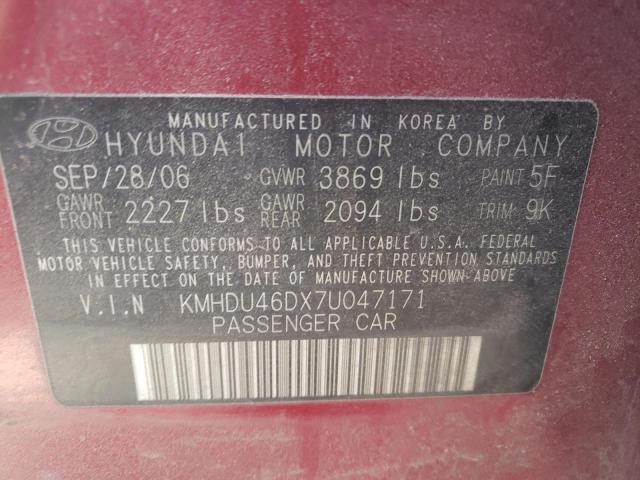 MANUFACTURED IN KOREA BY
HYUNDAI MOTOR COMPANY
SEP/28/06 GVWR 3869 lbs PAINT 5F
GAWR FRONT 2227 lbs GAWR REAR 2094 lbs TRIM 9K
THIS VEHICLE CONFORMS TO ALL APPLICABLE U.S.A. FEDERAL
MOTOR VEHICLE SAFETY, BUMPER, AND THEFT PREVENTION STANDARDS
IN EFFECT ON THE DATE OF MANUFACTURE SHOWN ABOVE.
V.I.N KMHDU46DX7U047171
PASSENGER CAR